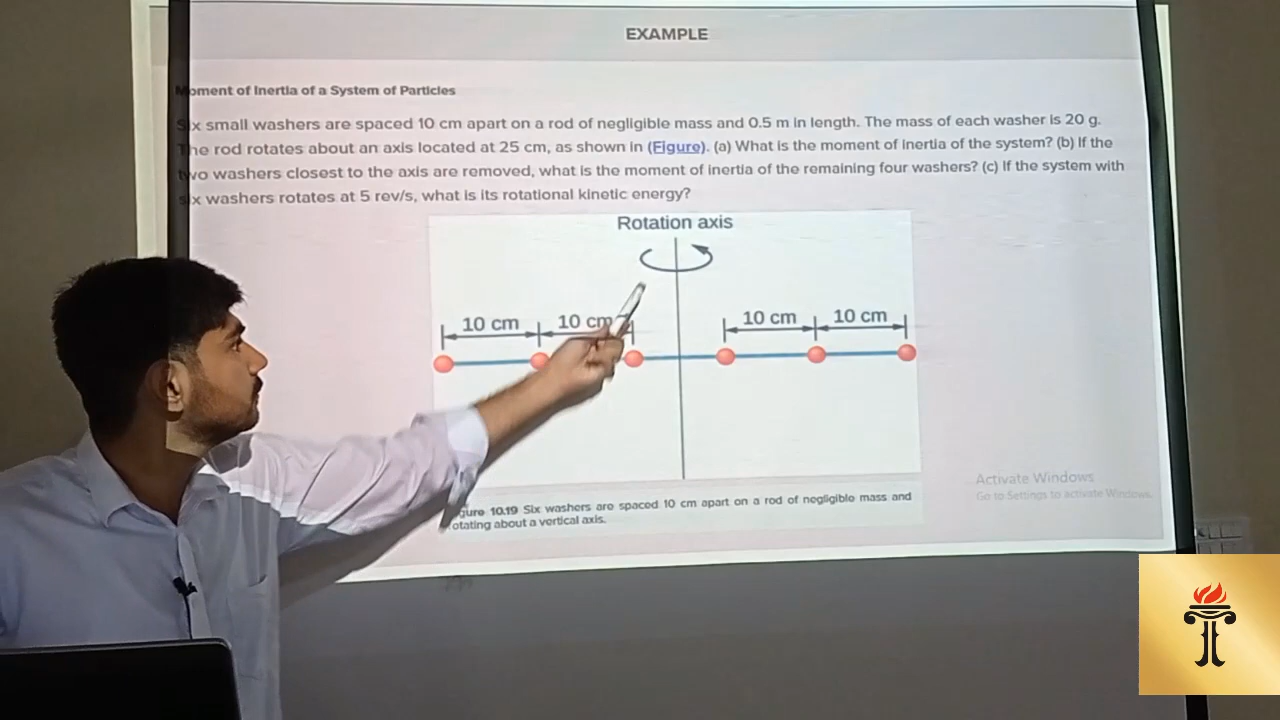 EXAMPLE
Moment of Inertia of a System of Particles
Six small washers are spaced 10 cm apart on a rod of negligible mass and 0.5 m in length. The mass of each washer is 20 g.
The rod rotates about an axis located at 25 cm, as shown in (Figure). (a) What is the moment of inertia of the system? (b) If the
two washers closest to the axis are removed, what is the moment of inertia of the remaining four washers? (c) If the system with
six washers rotates at 5 rev/s, what is its rotational kinetic energy?
Rotation axis
10 cm 10 cm 10 cm 10 cm
gure 10.19 Six washers are spaced 10 cm apart on a rod of negligible mass and
otating about a vertical axis.
Activate Windows
Go to Settings to activate Windows.